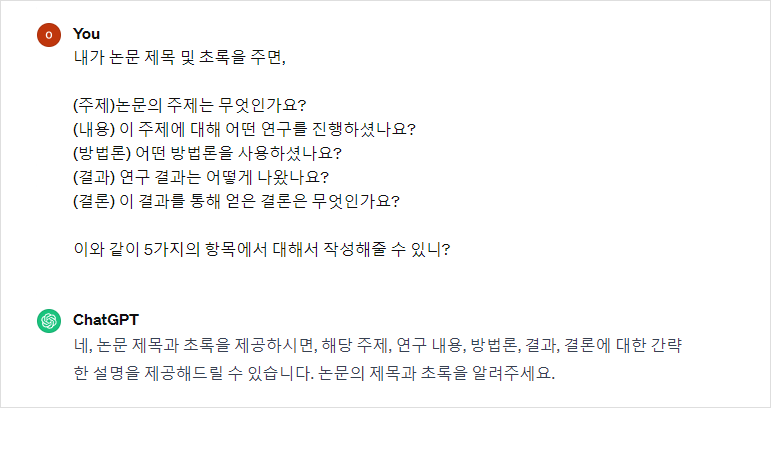 O
You
내가 논문 제목 및 초록을 주면,
(주제)논문의 주제는 무엇인가요?
(내용) 이 주제에 대해 어떤 연구를 진행하셨나요?
(방법론) 어떤 방법론을 사용하셨나요?
(결과) 연구 결과는 어떻게 나왔나요?
(결론) 이 결과를 통해 얻은 결론은 무엇인가요?
이와 같이 5가지의 항목에서 대해서 작성해줄 수 있니?
ChatGPT
네, 논문 제목과 초록을 제공하시면, 해당 주제, 연구 내용, 방법론, 결과, 결론에 대한 간략
한 설명을 제공해드릴 수 있습니다. 논문의 제목과 초록을 알려주세요.